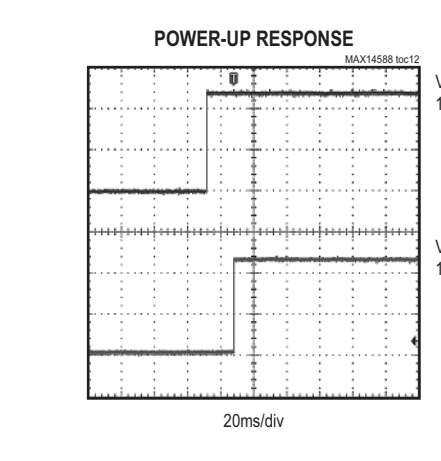 POWER-UP RESPONSE
MAX14588 toc12
T
V
1
V
1
20ms/div